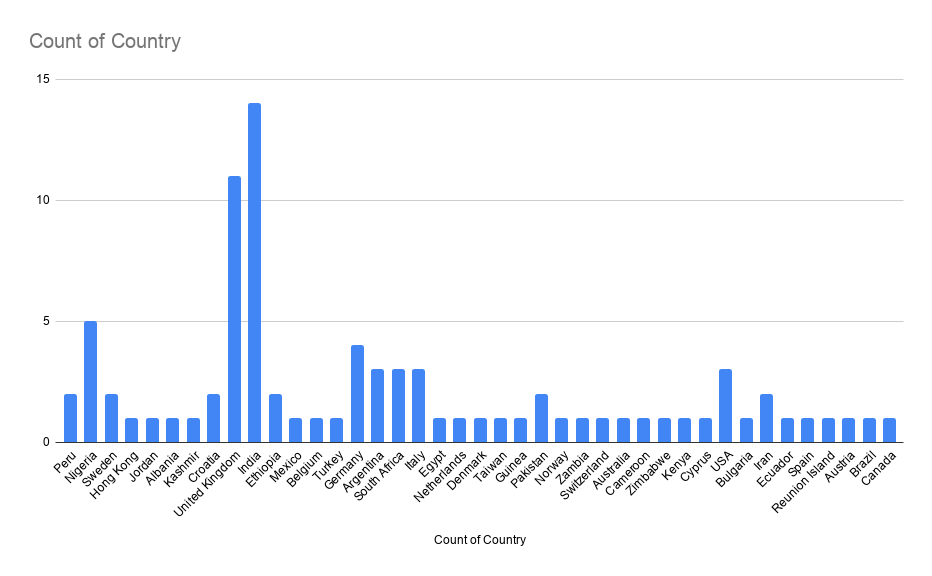 Count of Country
15
10
5
0
Peru
Nigeria
Sweden
Hong Kong
Jordan
Albania
Kashmir
Croatia
United Kingdom
India
Ethiopia
Mexico
Belgium
Turkey
Germany
Argentina
South Africa
Italy
Egypt
Netherlands
Denmark
Taiwan
Guinea
Pakistan
Norway
Zambia
Switzerland
Australia
Cameroon
Zimbabwe
Kenya
Cyprus
USA
Bulgaria
Iran
Ecuador
Spain
Reunion Island
Austria
Brazil
Canada
Count of Country